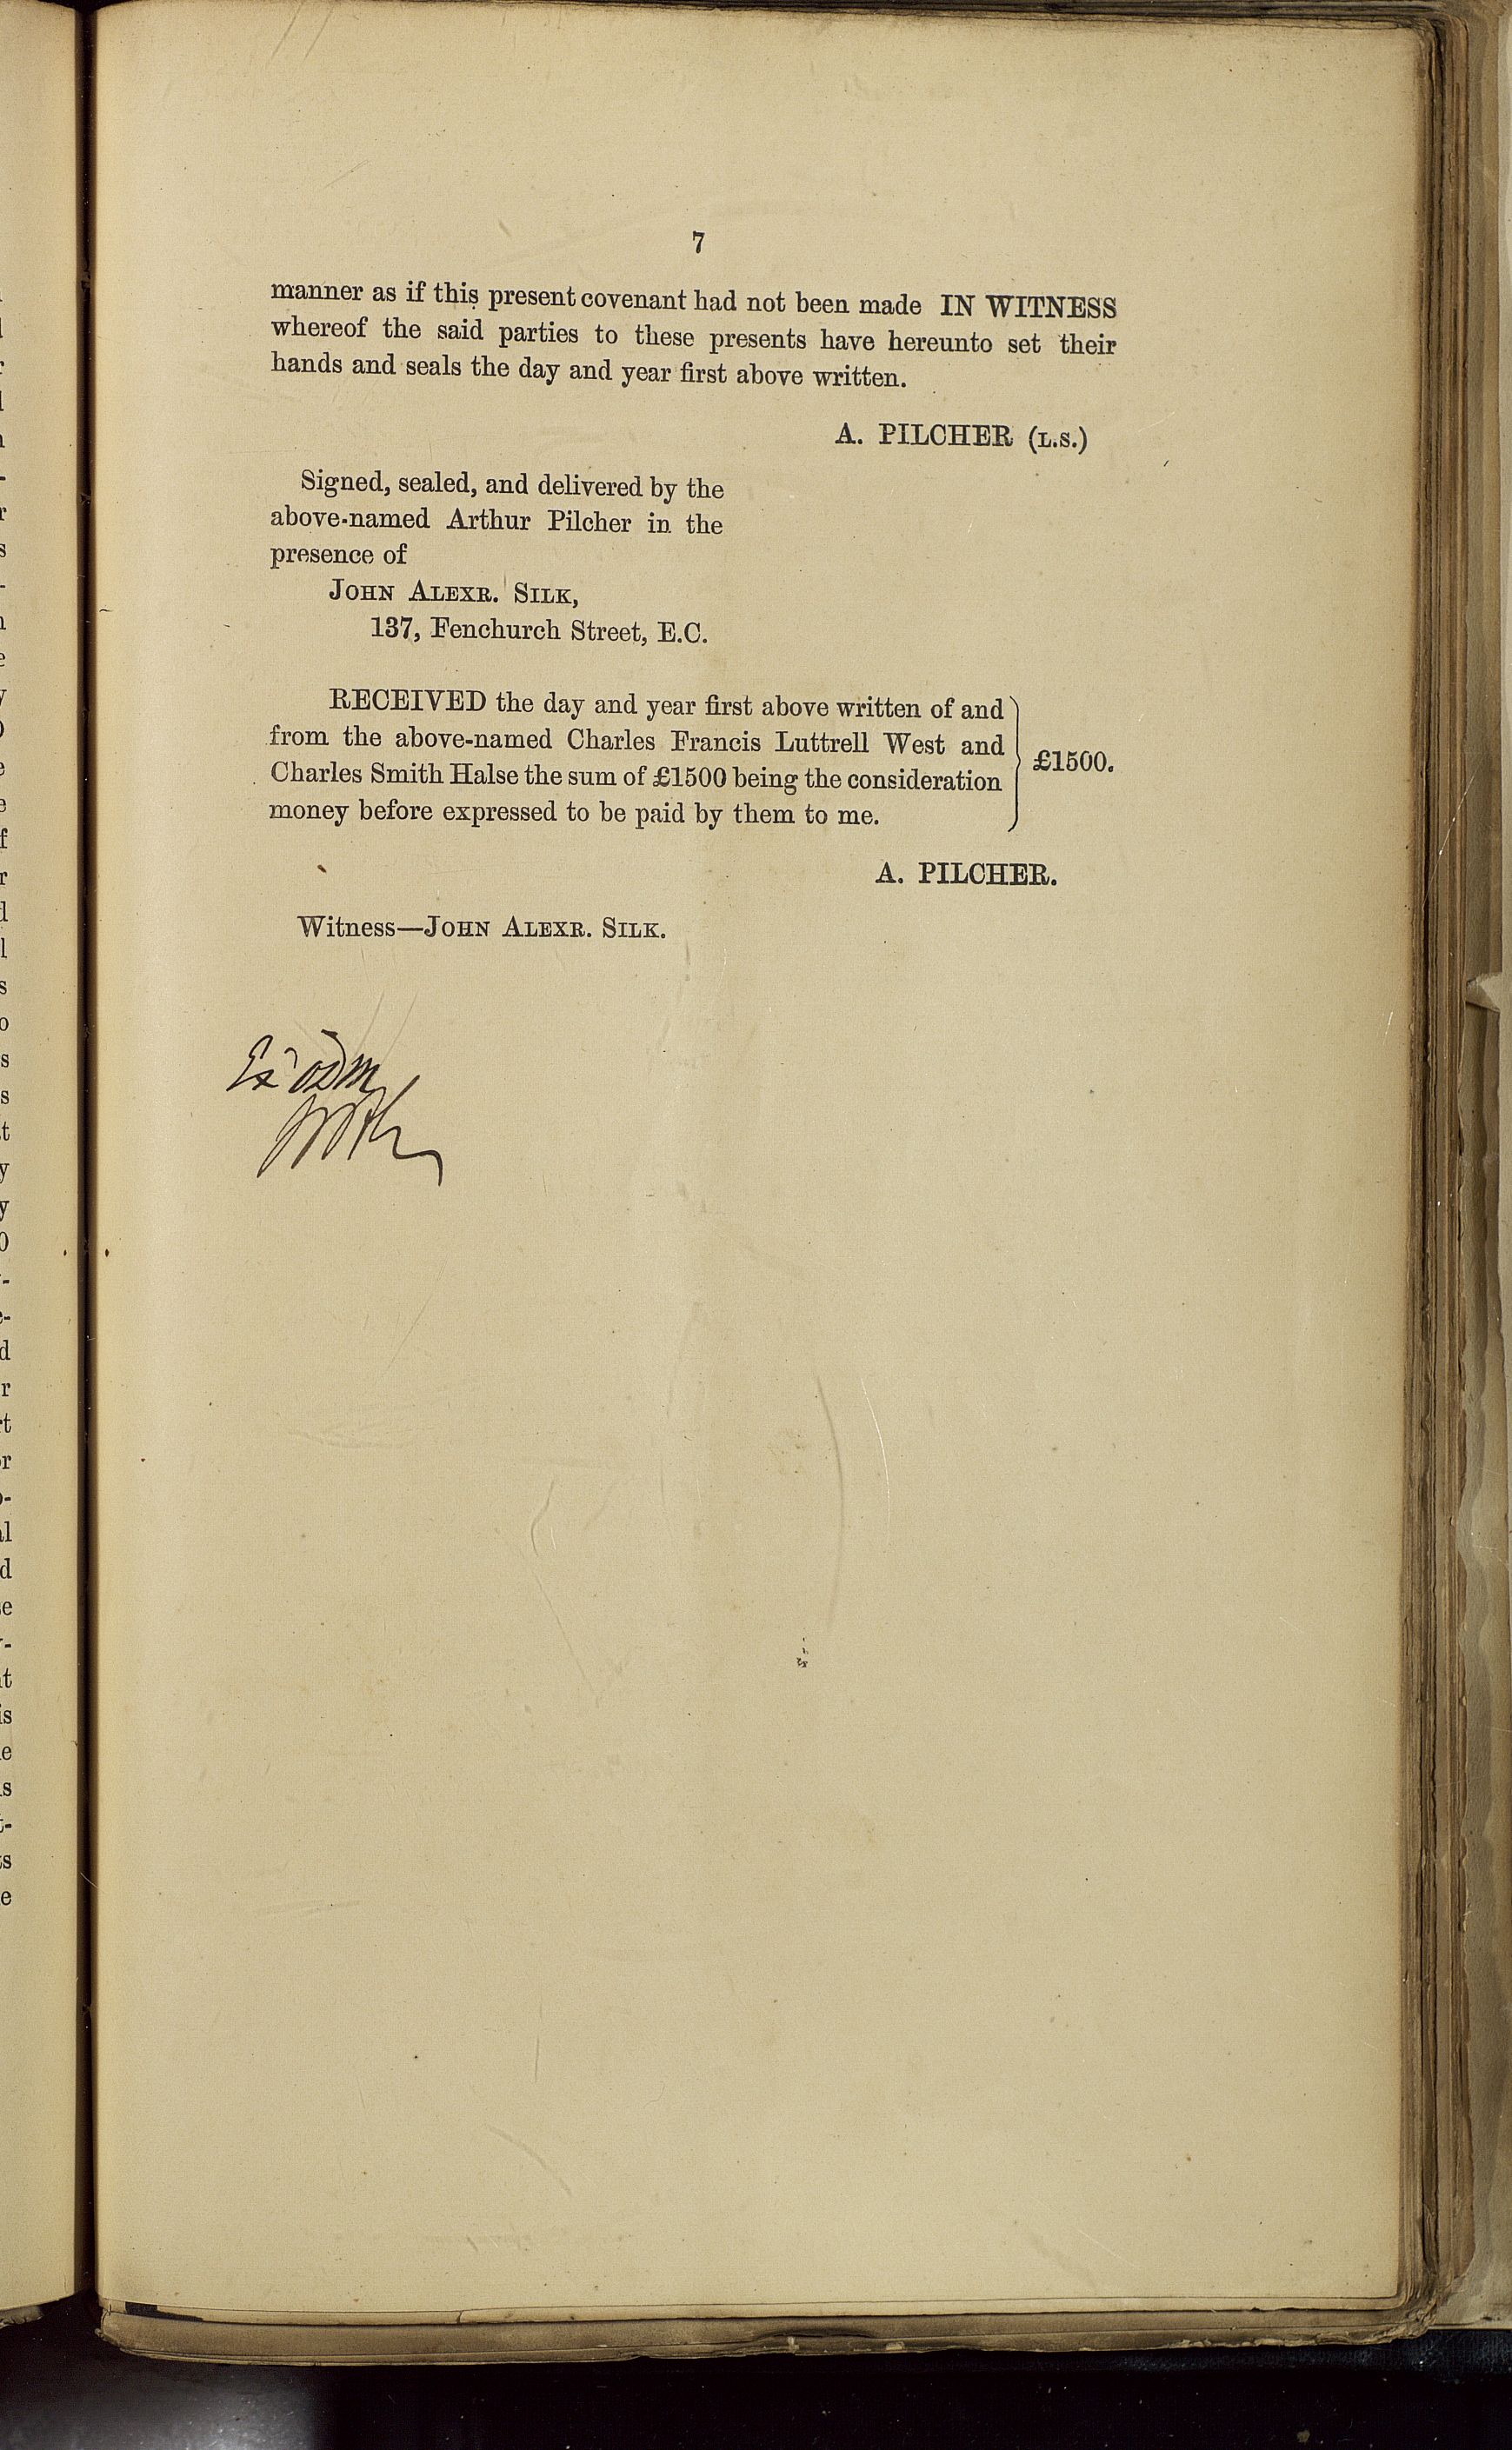 7
manner as if this present covenant had not been made IN WITNESS
whereof the said parties to these presents have hereunto set their
hands and seals the day and year first above written.
A. PILCHER (L.S.)
Signed, sealed, and delivered by the
above-named Arthur Pilcher in the
presence of
JOHN ALEXR. SILK,
137, Fenchurch Street, E.C.
RECEIVED the day and year first above written of and
from the above-named Charles Francis Luttrell West and
Charles Smith Halse the sum of £1500 being the consideration
money before expressed to be paid by them to me.
£1500.
A. PILCHER.
Witness—JOHN ALEXR. SILK.